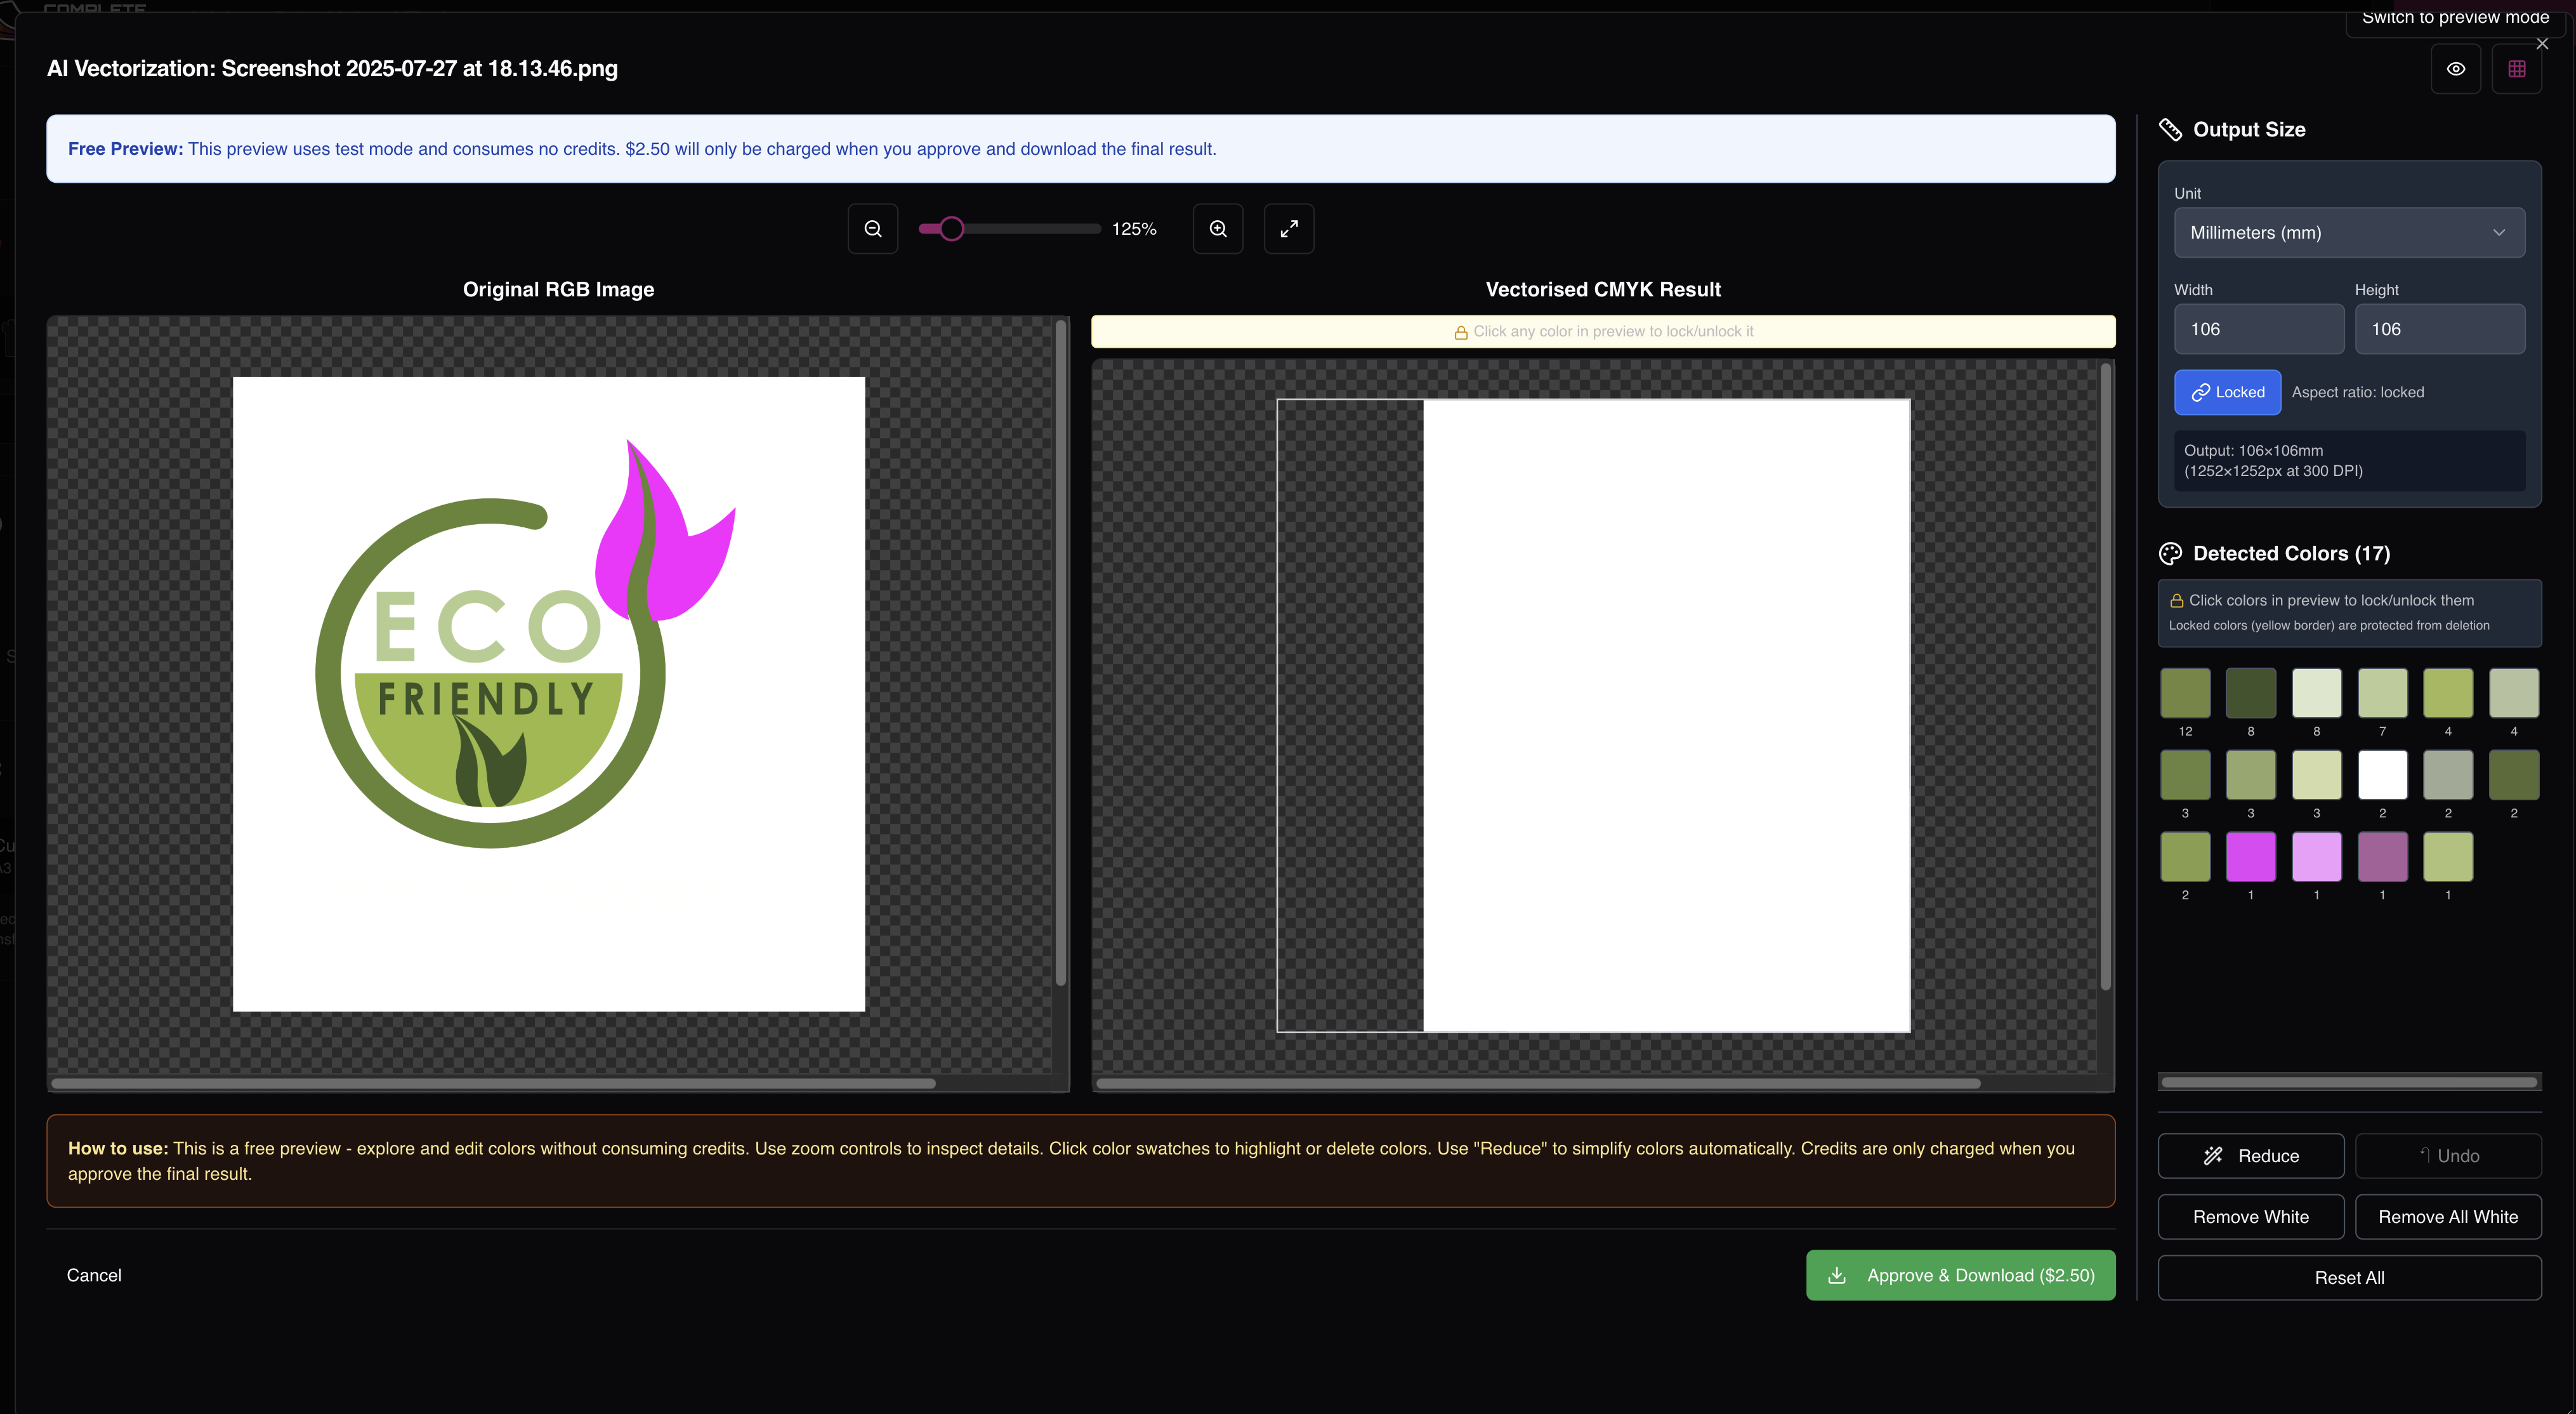 COMPLETE
Switch to preview mode
AI Vectorization: Screenshot 2025-07-27 at 18.13.46.png
Free Preview: This preview uses test mode and consumes no credits. $2.50 will only be charged when you approve and download the final result.
125%
Original RGB Image
Vectorised CMYK Result
Click any color in preview to lock/unlock it
ECO
FRIENDLY
How to use: This is a free preview - explore and edit colors without consuming credits. Use zoom controls to inspect details. Click color swatches to highlight or delete colors. Use "Reduce" to simplify colors automatically. Credits are only charged when you
approve the final result.
Cancel
Approve & Download ($2.50)
Output Size
Unit
Millimeters (mm)
Width Height
106 106
Locked Aspect ratio: locked
Output: 106×106mm
(1252×1252px at 300 DPI)
Detected Colors (17)
Click colors in preview to lock/unlock them
Locked colors (yellow border) are protected from deletion
12 8 8 7 4 4
3 3 3 2 2 2
2 1 1 1 1
Reduce Undo
Remove White Remove All White
Reset All